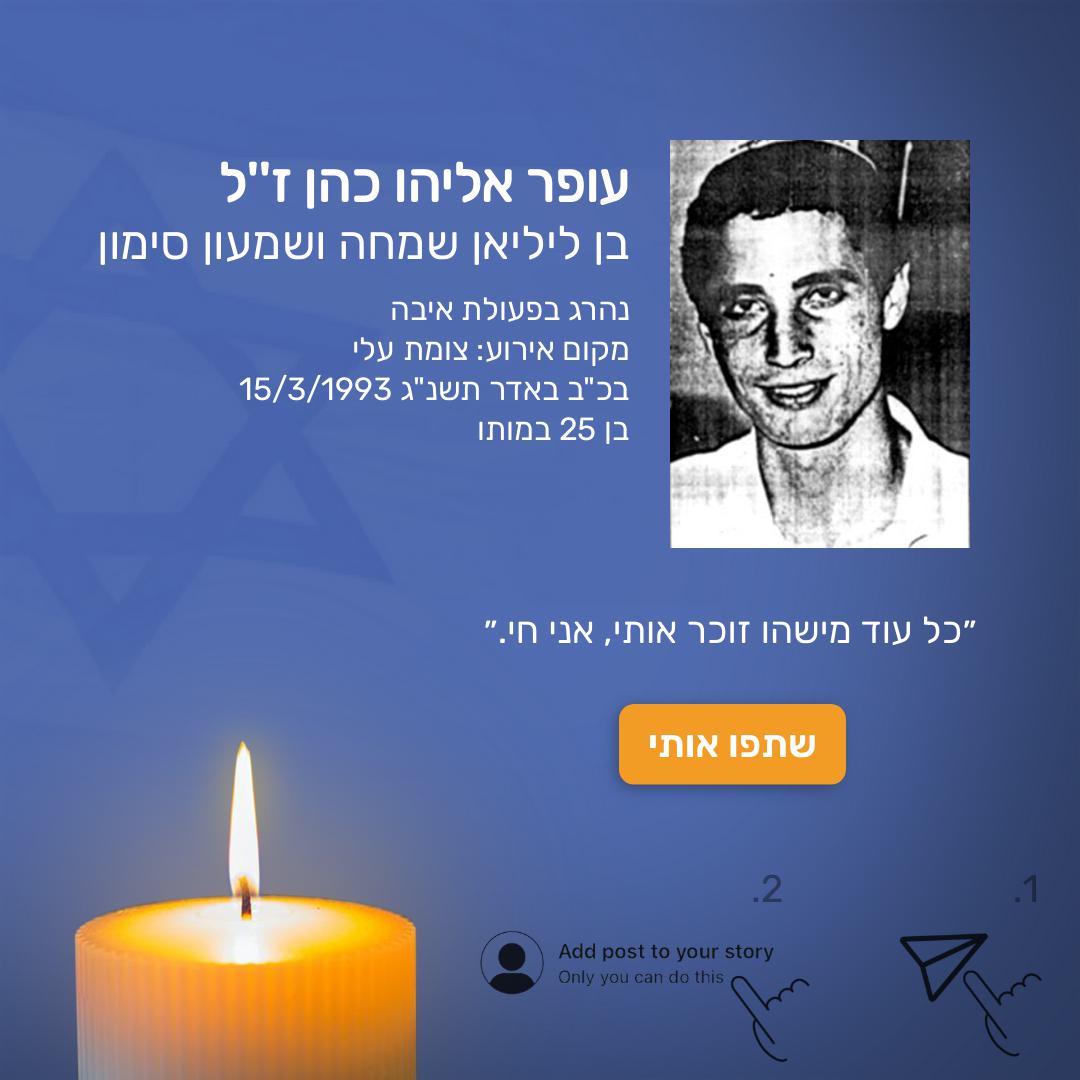 עופר אליהו כהן ז"ל
בן ליליאן שמחה ושמעון סימון
נהרג בפעולת איבה
מקום אירוע: צומת עלי
בכ"ב באדר תשנ"ג 15/3/1993
בן 25 במותו
״כל עוד מישהו זוכר אותי, אני חי.״
שתפו אותי
1.
2.
Add post to your story
Only you can do this